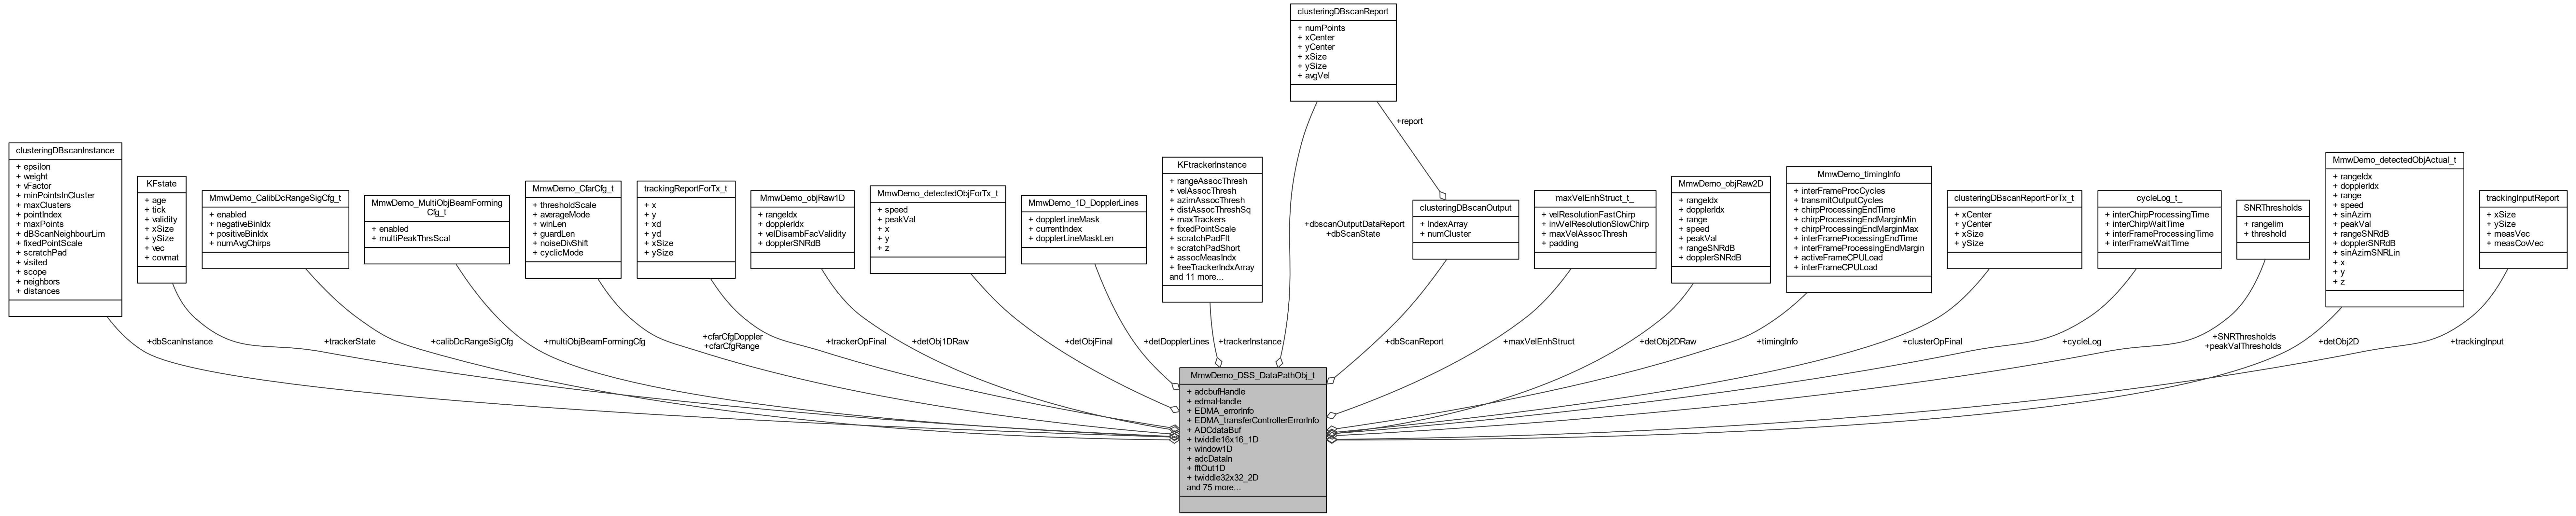 clusteringDBscanReport
+ numPoints
+ xCenter
+ yCenter
+ xSize
+ ySize
+ avgVel
clusteringDBscanInstance
+ epsilon
+ weight
+ vFactor
+ minPointsInCluster
+ maxClusters
+ pointIndex
+ maxPoints
+ dBScanNeighbourLim
+ fixedPointScale
+ scratchPad
+ visited
+ scope
+ neighbors
+ distances
KFstate
+ age
+ tick
+ validity
+ xSize
+ ySize
+ vec
+ covmat
MmwDemo_CalibDcRangeSigCfg_t
+ enabled
+ negativeBinIdx
+ positiveBinIdx
+ numAvgChirps
MmwDemo_MultiObjBeamForming
Cfg_t
+ enabled
+ multiPeakThrsScal
MmwDemo_CfarCfg_t
+ thresholdScale
+ averageMode
+ winLen
+ guardLen
+ noiseDivShift
+ cyclicMode
trackingReportForTx_t
+ x
+ y
+ xd
+ yd
+ xSize
+ ySize
MmwDemo_objRaw1D
+ rangeIdx
+ dopplerIdx
+ velDisambFacValidity
+ dopplerSNRdB
MmwDemo_detectedObjForTx_t
+ speed
+ peakVal
+ x
+ y
+ z
MmwDemo_1D_DopplerLines
+ dopplerLineMask
+ currentIndex
+ dopplerLineMaskLen
KFtrackerInstance
+ rangeAssocThresh
+ velAssocThresh
+ azimAssocThresh
+ distAssocThreshSq
+ maxTrackers
+ fixedPointScale
+ scratchPadFlt
+ scratchPadShort
+ assocMeasIndx
+ freeTrackerIndxArray
and 11 more...
+report
clusteringDBscanOutput
+ IndexArray
+ numCluster
maxVelEnhStruct_t_
+ velResolutionFastChirp
+ invVelResolutionSlowChirp
+ maxVelAssocThresh
+ padding
MmwDemo_objRaw2D
+ rangeIdx
+ dopplerIdx
+ range
+ speed
+ peakVal
+ rangeSNRdB
+ dopplerSNRdB
MmwDemo_timingInfo
+ interFrameProcCycles
+ transmitOutputCycles
+ chirpProcessingEndTime
+ chirpProcessingEndMarginMin
+ chirpProcessingEndMarginMax
+ interFrameProcessingEndTime
+ interFrameProcessingEndMargin
+ activeFrameCPULoad
+ interFrameCPULoad
clusteringDBscanReportForTx_t
+ xCenter
+ yCenter
+ xSize
+ ySize
cycleLog_t_
+ interChirpProcessingTime
+ interChirpWaitTime
+ interFrameProcessingTime
+ interFrameWaitTime
SNRThresholds
+ rangelim
+ threshold
MmwDemo_detectedObjActual_t
+ rangeIdx
+ dopplerIdx
+ range
+ speed
+ sinAzim
+ peakVal
+ rangeSNRdB
+ dopplerSNRdB
+ sinAzimSNRLin
+ x
+ y
+ z
trackingInputReport
+ xSize
+ ySize
+ measVec
+ measCovVec
+dbscanOutputDataReport
+dbScanState
+dbScanInstance
+trackerState
+calibDcRangeSigCfg
+multiObjBeamFormingCfg
+cfarCfgDoppler
+cfarCfgRange
+trackerOpFinal
+detObj1DRaw
+detObjFinal
+detDopplerLines
+trackerInstance
+dbScanReport
+maxVelEnhStruct
+detObj2DRaw
+timingInfo
+clusterOpFinal
+cycleLog
+SNRThresholds
+peakValThresholds
+detObj2D
+trackingInput
MmwDemo_DSS_DataPathObj_t
+ adcbufHandle
+ edmaHandle
+ EDMA_errorInfo
+ EDMA_transferControllerErrorInfo
+ ADCdataBuf
+ twiddle16x16_1D
+ window1D
+ adcDataIn
+ fftOut1D
+ twiddle32x32_2D
and 75 more...